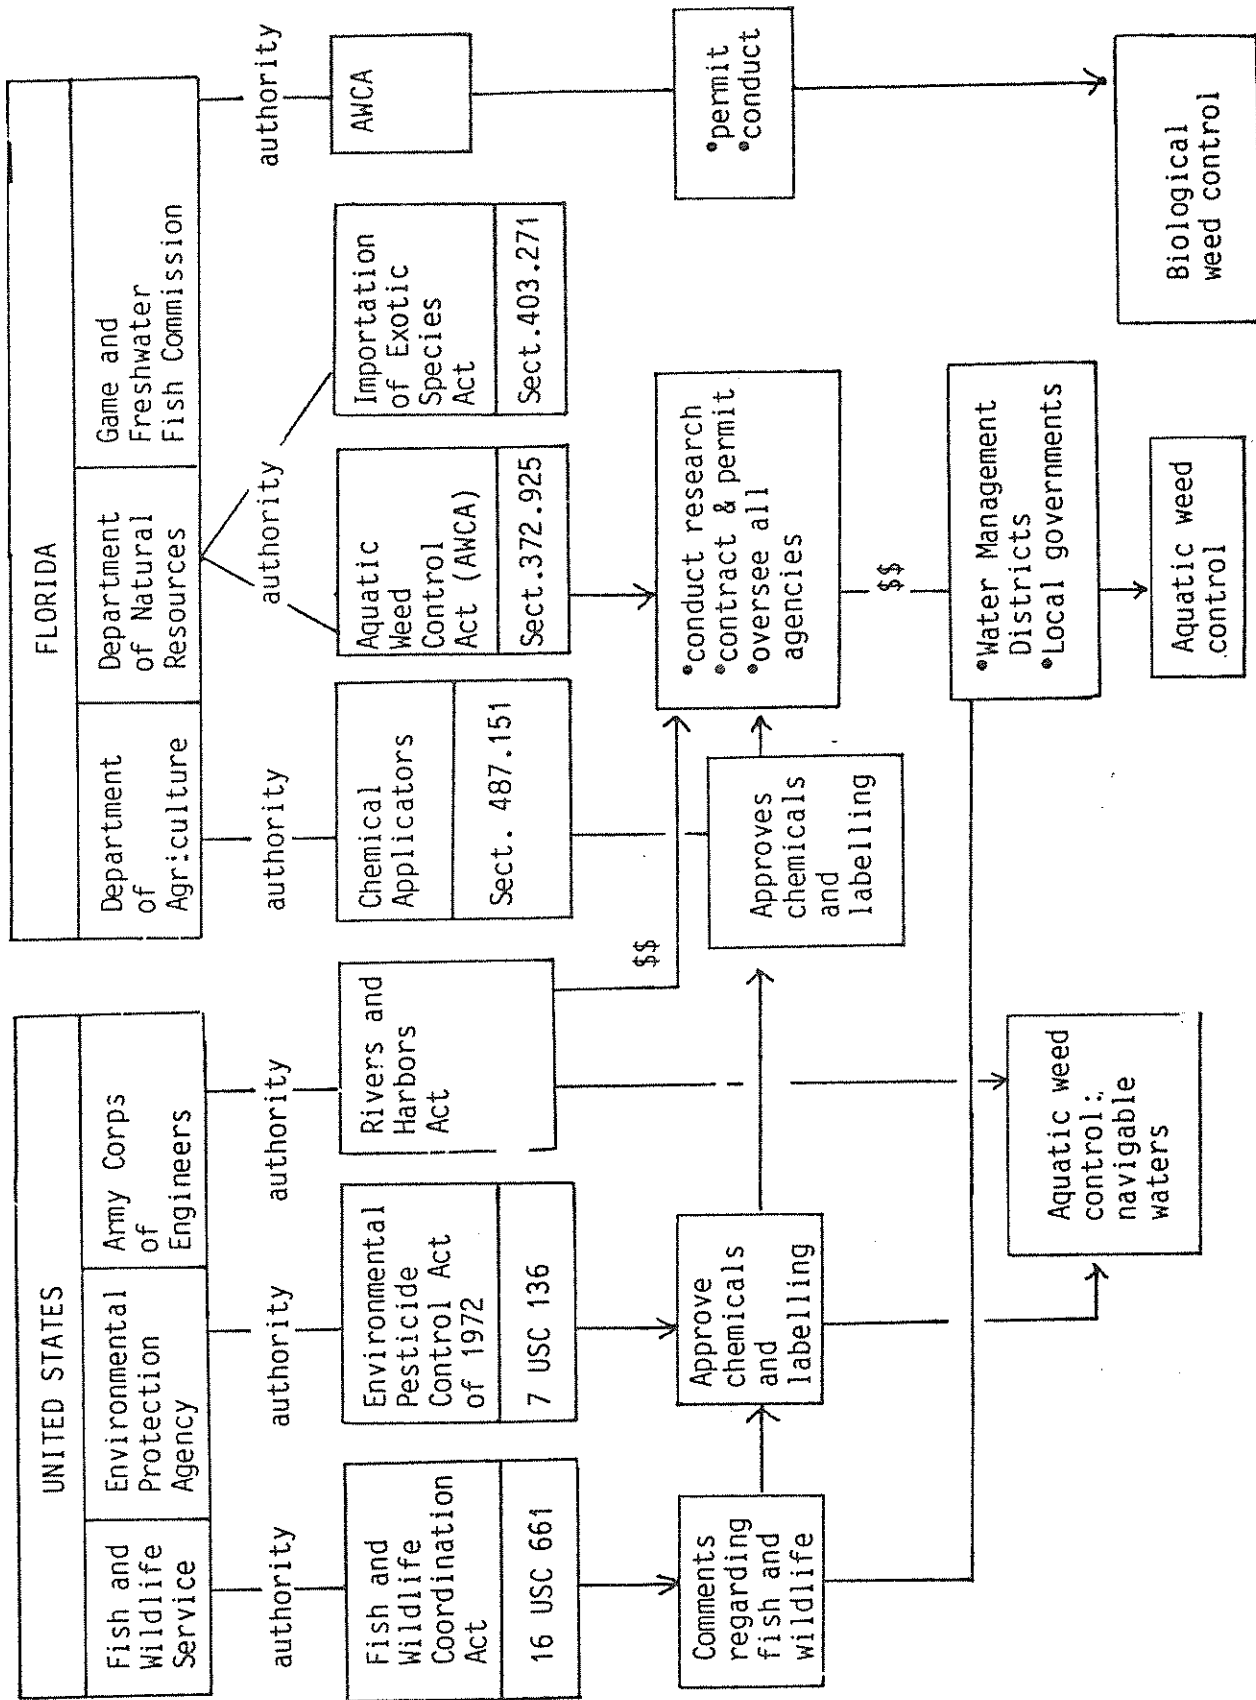 UNITED STATES
Fish and
Wildlife
Service
Environmental
Protection
Agency
Army Corps
of
Engineers
authority
authority
authority
Fish and
Wildlife
Coordination
Act
16 USC 661
Environmental
Pesticide
Control Act
of 1972
7 USC 136
Rivers and
Harbors
Act
$$
Comments
regarding
fish and
wildlife
Approve
chemicals
and
labelling
Aquatic weed
control:
navigable
waters
FLORIDA
Department
of
Agriculture
Department
of Natural
Resources
Game and
Freshwater
Fish Commission
authority
authority
authority
Chemical
Applicators
Sect. 487.151
Aquatic
Weed
Control
Act (AWCA)
Sect.372.925
Importation
of Exotic
Species
Act
Sect.403.271
AWCA
Approves
chemicals
and
labelling
•conduct research
•contract & permit
•oversee all
agencies
•permit
•conduct
$$
•Water Management
Districts
•Local governments
Aquatic weed
control
Biological
weed control